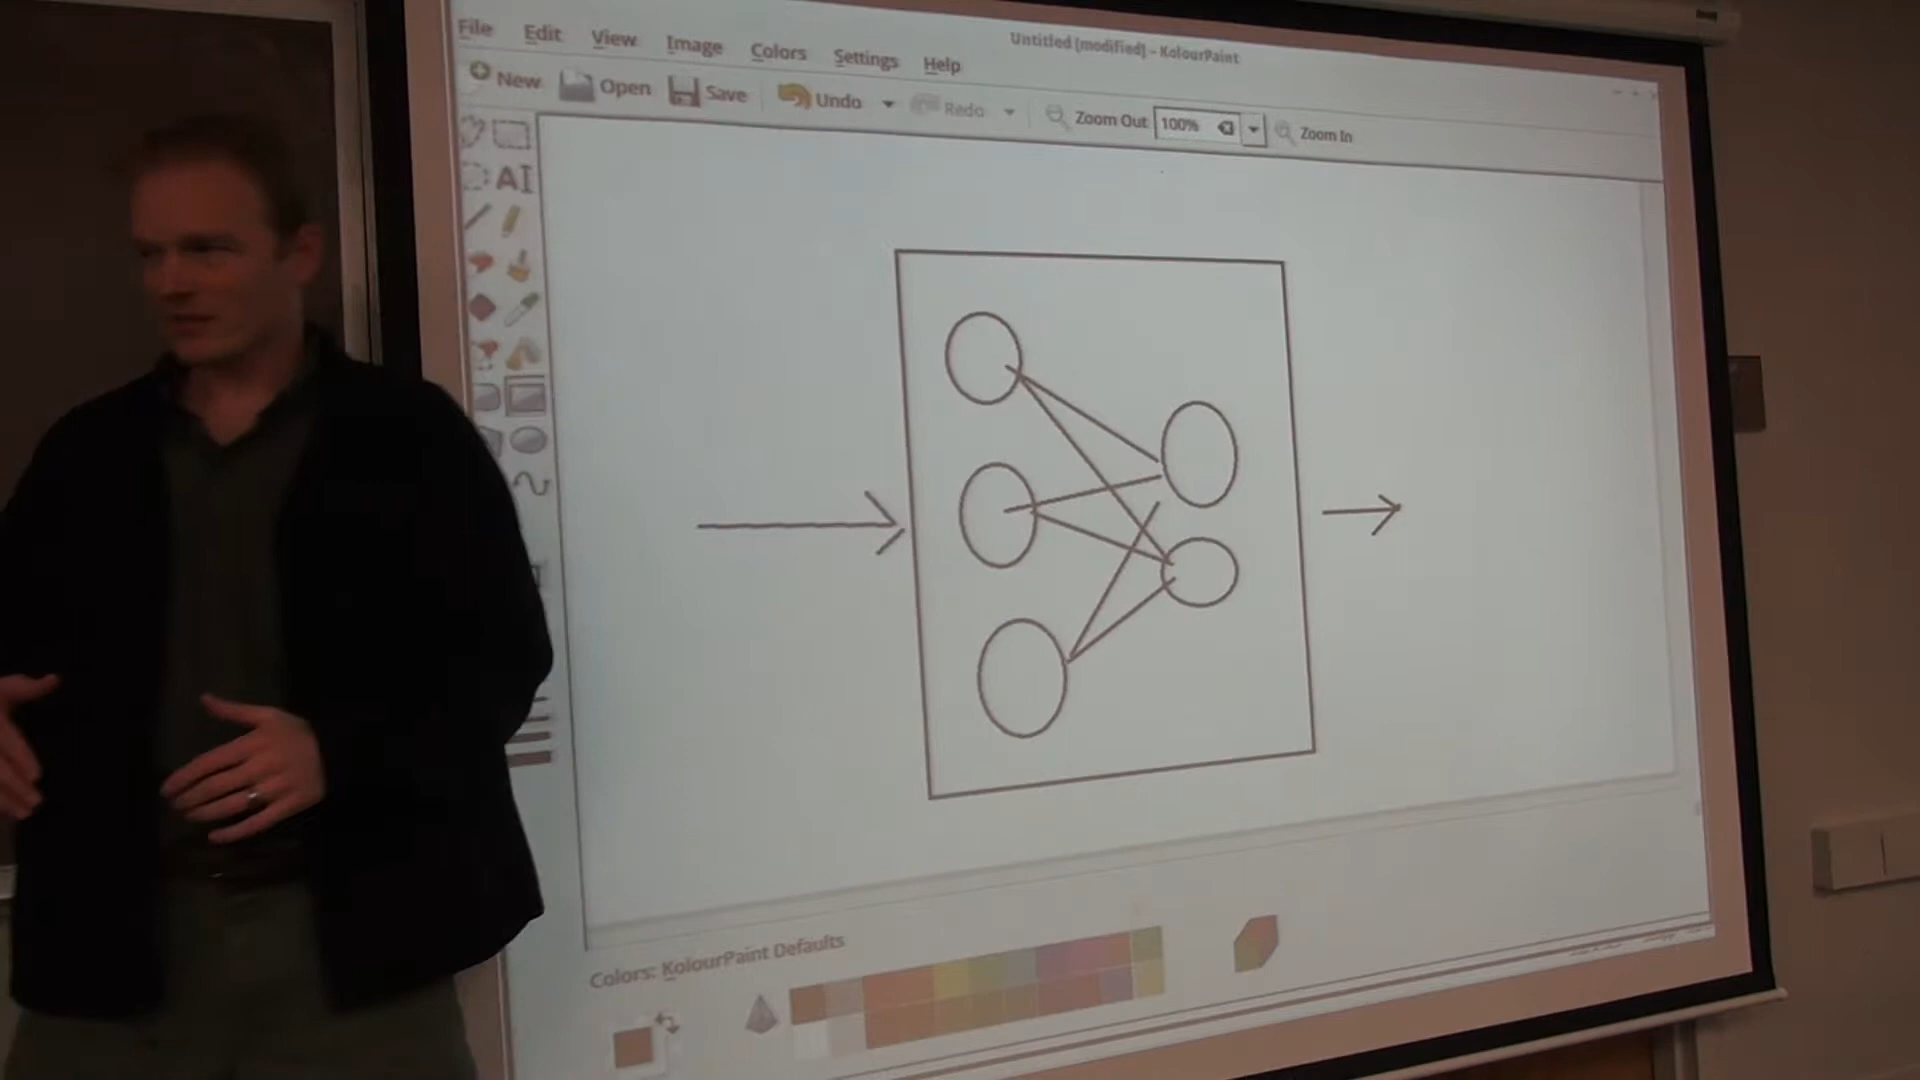 Untitled [modified] - KolourPaint
File Edit View Image Colors Settings Help
New Open Save Undo Redo Zoom Out 100% Zoom In
AI
Colors: KolourPaint Defaults